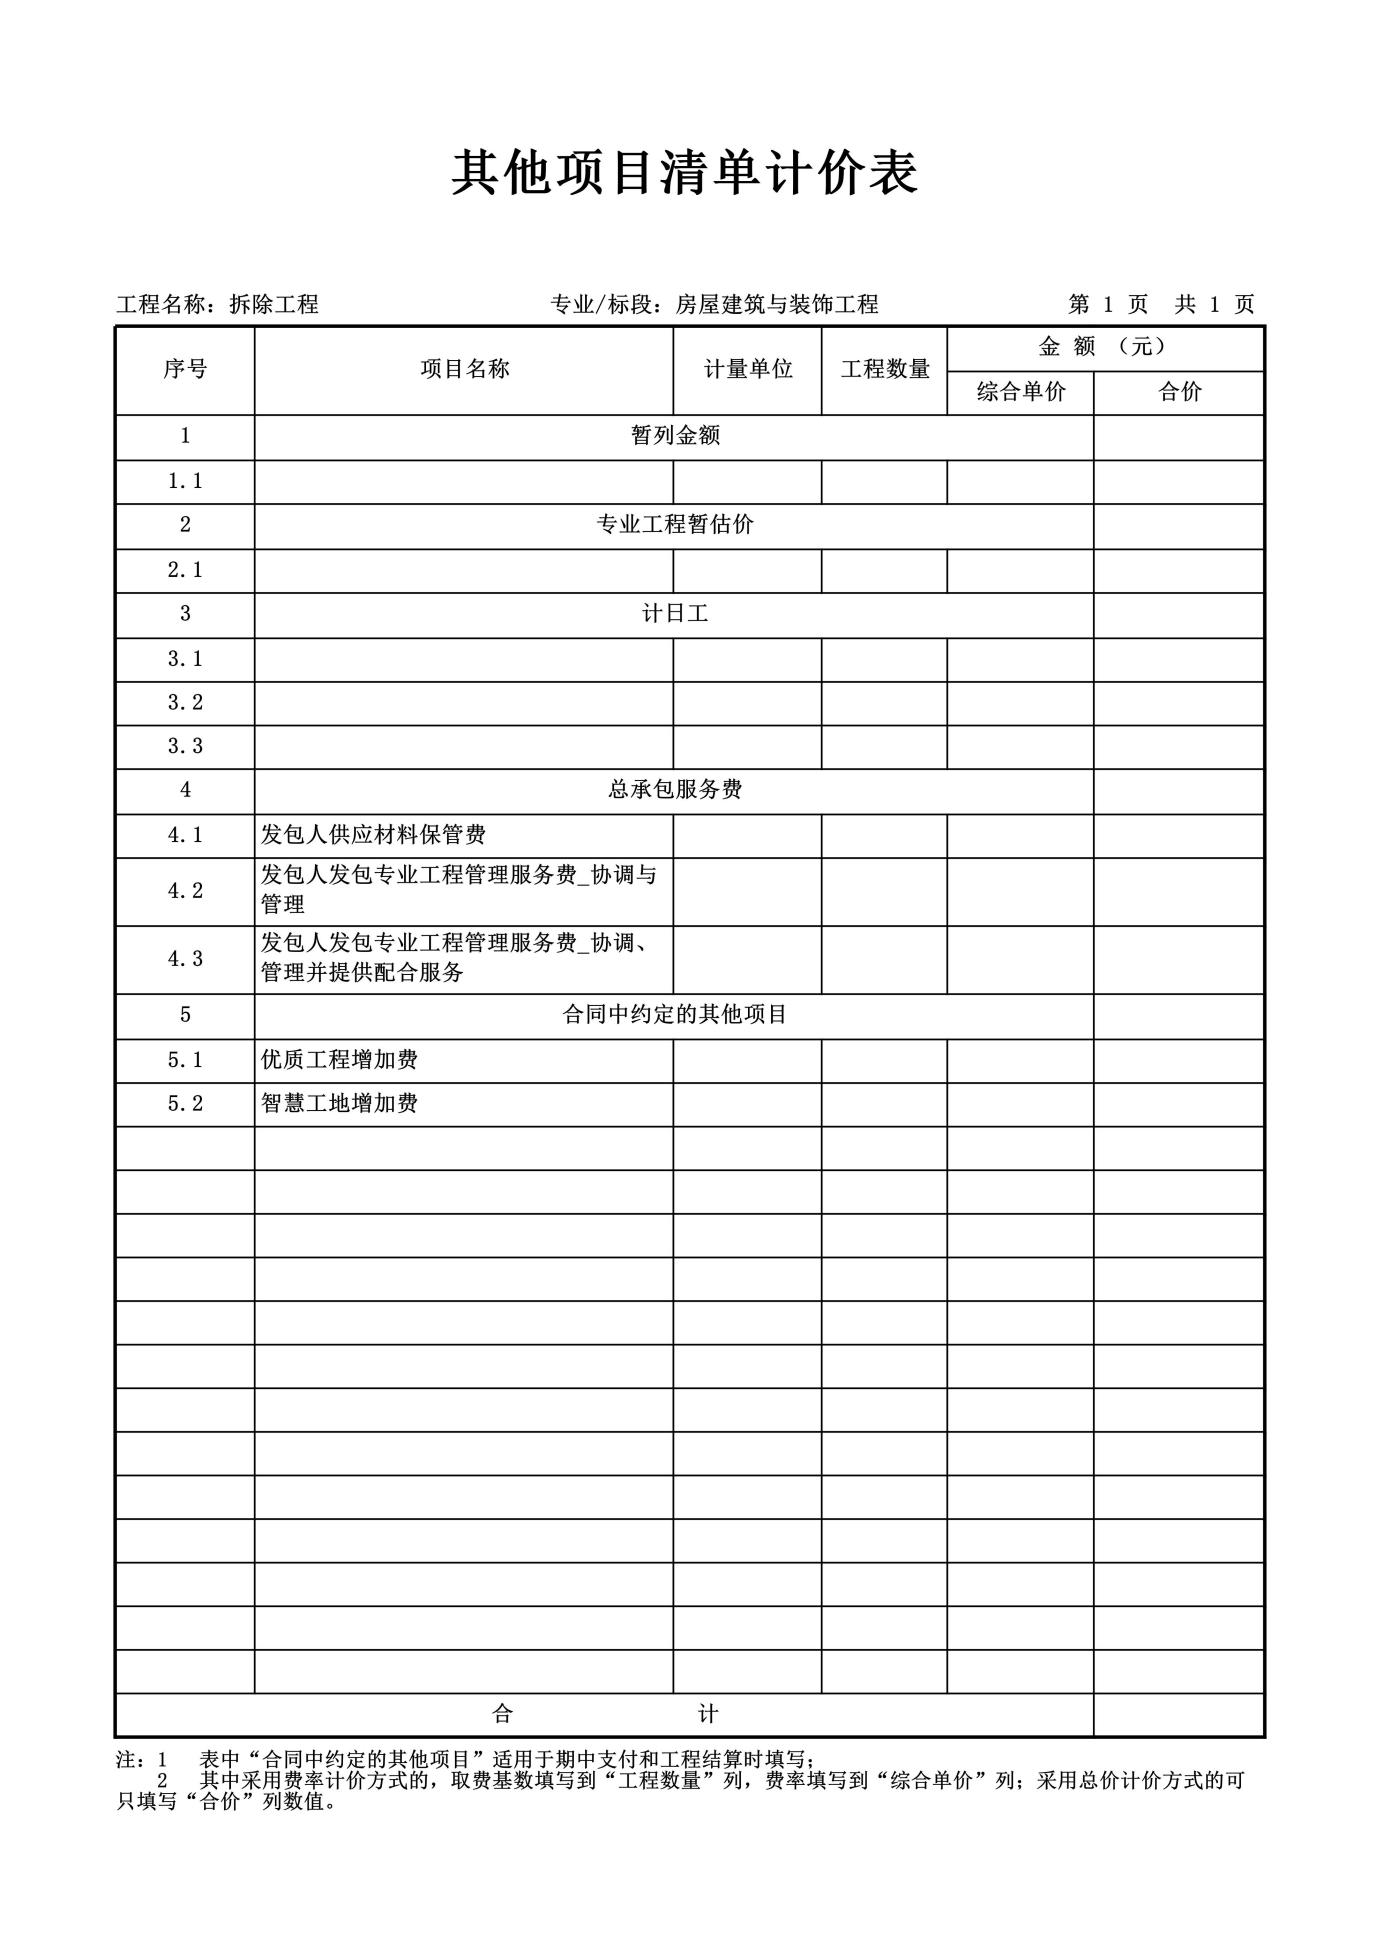 其他项目清单计价表
工程名称：拆除工程 专业/标段：房屋建筑与装饰工程 第 1 页 共 1 页
序号 项目名称 计量单位 工程数量 金 额 （元）
综合单价 合价
1 暂列金额
1.1
2 专业工程暂估价
2.1
3 计日工
3.1
3.2
3.3
4 总承包服务费
4.1 发包人供应材料保管费
4.2 发包人发包专业工程管理服务费_协调与
管理
4.3 发包人发包专业工程管理服务费_协调、
管理并提供配合服务
5 合同中约定的其他项目
5.1 优质工程增加费
5.2 智慧工地增加费
合 计
注：1 表中“合同中约定的其他项目”适用于期中支付和工程结算时填写；
2 其中采用费率计价方式的，取费基数填写到“工程数量”列，费率填写到“综合单价”列；采用总价计价方式的可
只填写“合价”列数值。